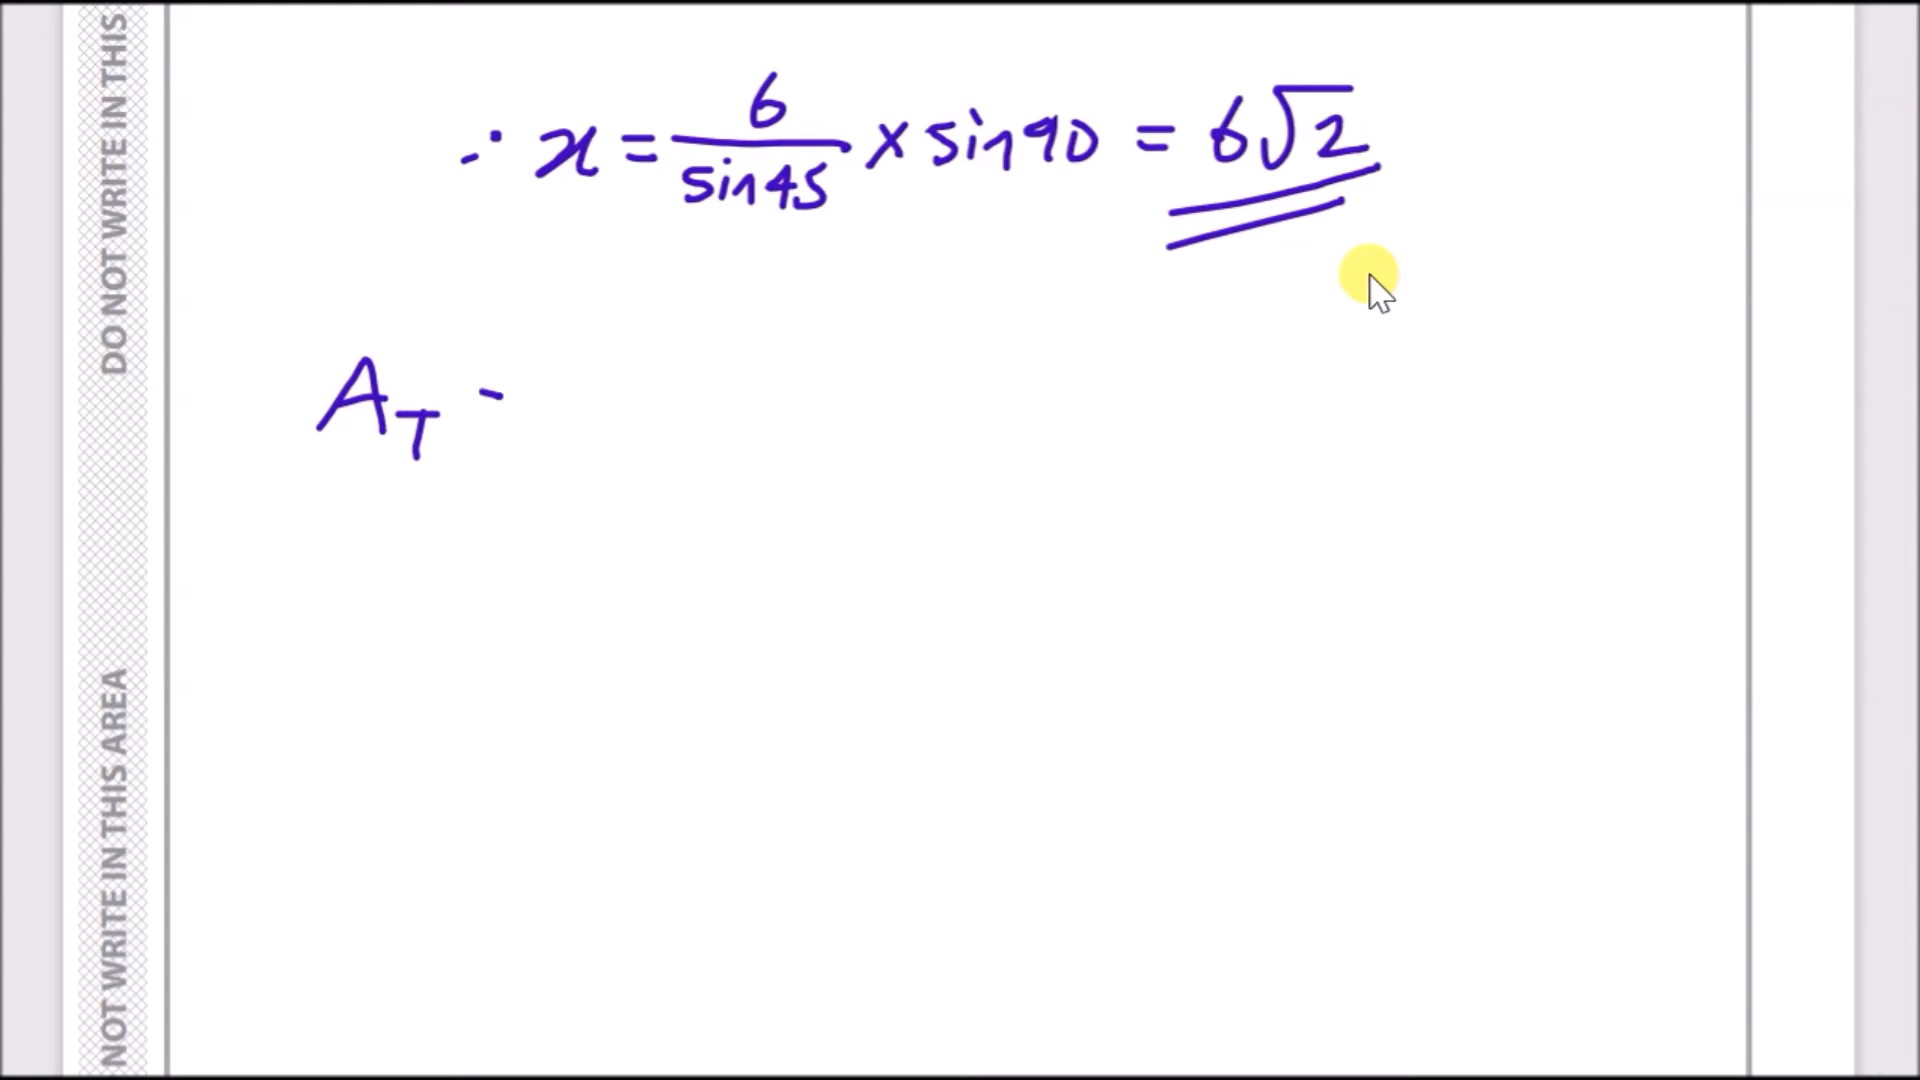 DO NOT WRITE IN THIS
NOT WRITE IN THIS AREA
∴ x = 6/sin45 × sin90 = 6√2
A_T -